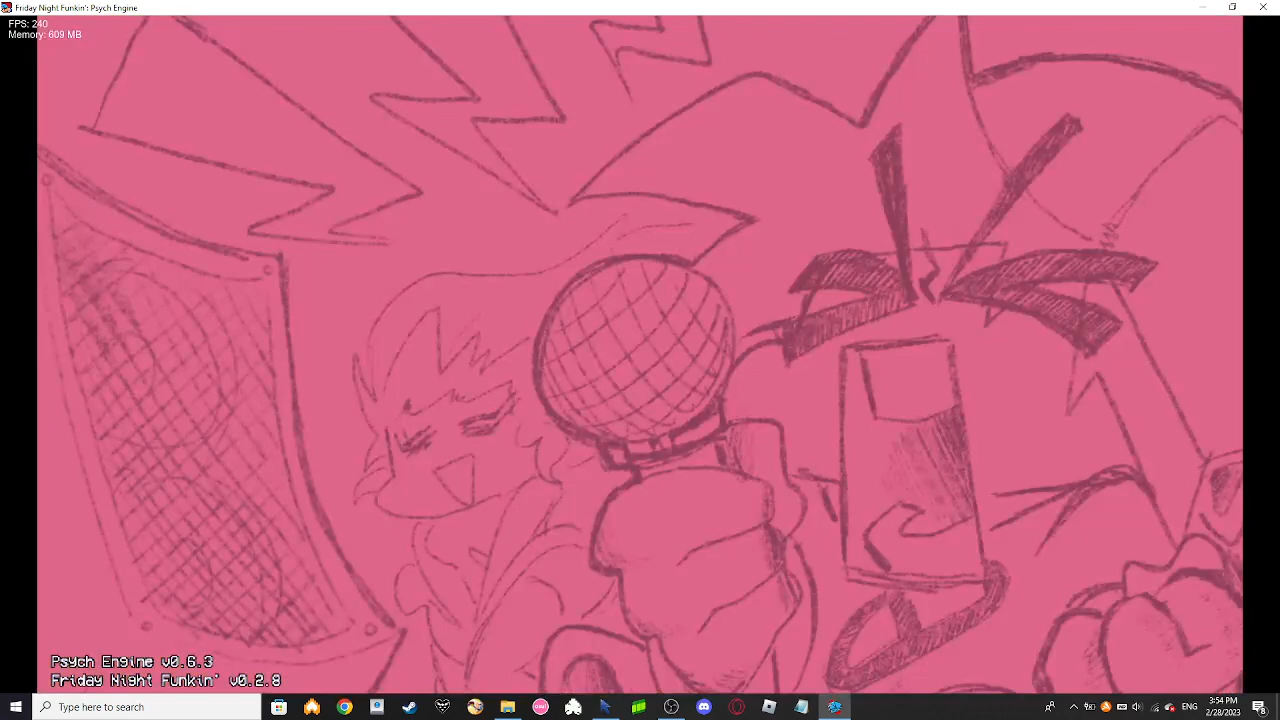 Friday Night Funkin': Psych Engine
FPS: 240
Memory: 609 MB
Psych Engine v0.6.3
Friday Night Funkin' v0.2.8
Type here to search
ENG
3:54 PM
2/28/2023